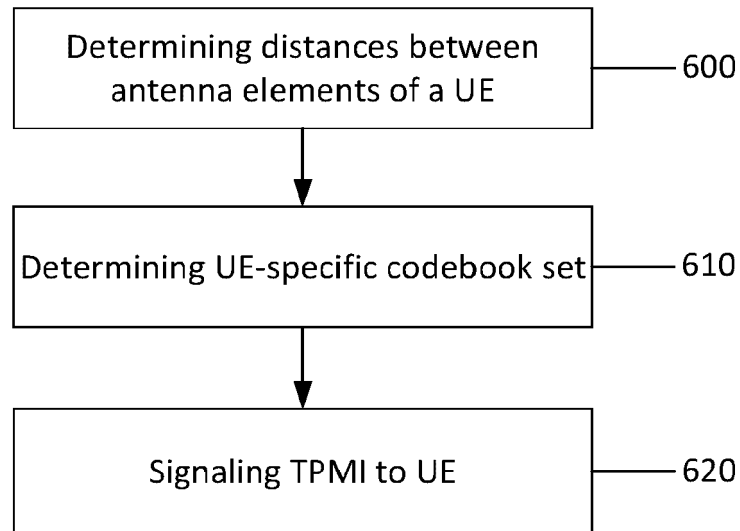 Determining distances between
antenna elements of a UE
600
Determining UE-specific codebook set
610
Signaling TPMI to UE
620